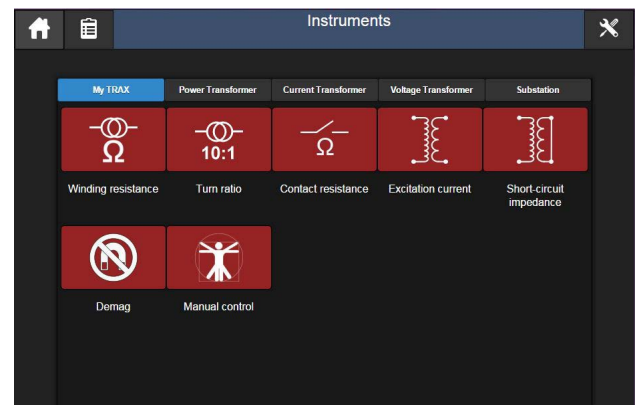 Instruments
My TRAX
Power Transformer
Current Transformer
Voltage Transformer
Substation
Ω
10:1
Ω
Winding resistance
Turn ratio
Contact resistance
Excitation current
Short-circuit
impedance
Demag
Manual control